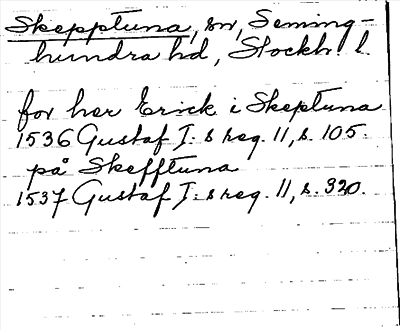 Skepptuna, sn, Seming-
hundra hd, Stockh. l.
for her Erick i Skeptuna
1536 Gustaf I:s reg. 11, s. 105.
på Skefftuna
1537 Gustaf I:s reg. 11, s. 320.